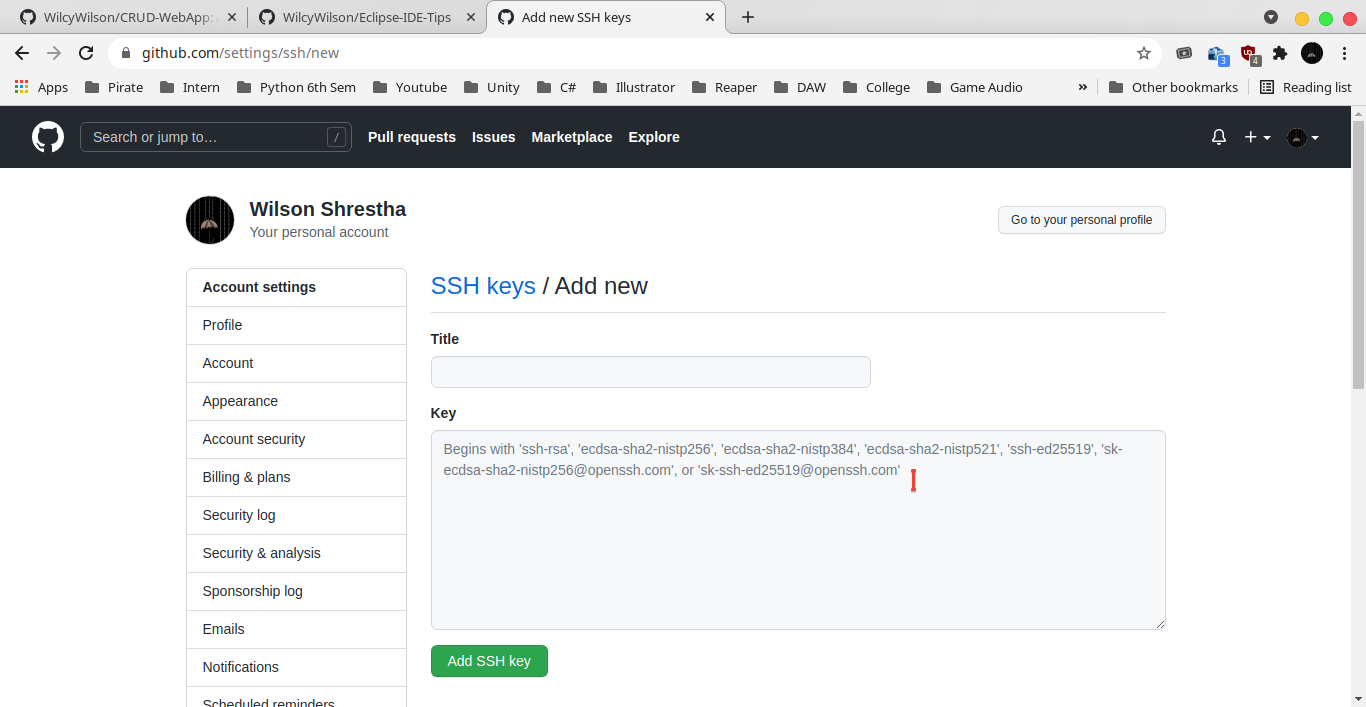 WilcyWilson/CRUD-WebApp:
WilcyWilson/Eclipse-IDE-Tips
Add new SSH keys
github.com/settings/ssh/new
3
4
Apps
Pirate
Intern
Python 6th Sem
Youtube
Unity
C#
Illustrator
Reaper
DAW
College
Game Audio
»
Other bookmarks
Reading list
Search or jump to…
/
Pull requests
Issues
Marketplace
Explore
Wilson Shrestha
Your personal account
Go to your personal profile
Account settings
Profile
Account
Appearance
Account security
Billing & plans
Security log
Security & analysis
Sponsorship log
Emails
Notifications
Scheduled reminders
SSH keys / Add new
Title
Key
Begins with 'ssh-rsa', 'ecdsa-sha2-nistp256', 'ecdsa-sha2-nistp384', 'ecdsa-sha2-nistp521', 'ssh-ed25519', 'sk-
ecdsa-sha2-nistp256@openssh.com', or 'sk-ssh-ed25519@openssh.com'
Add SSH key